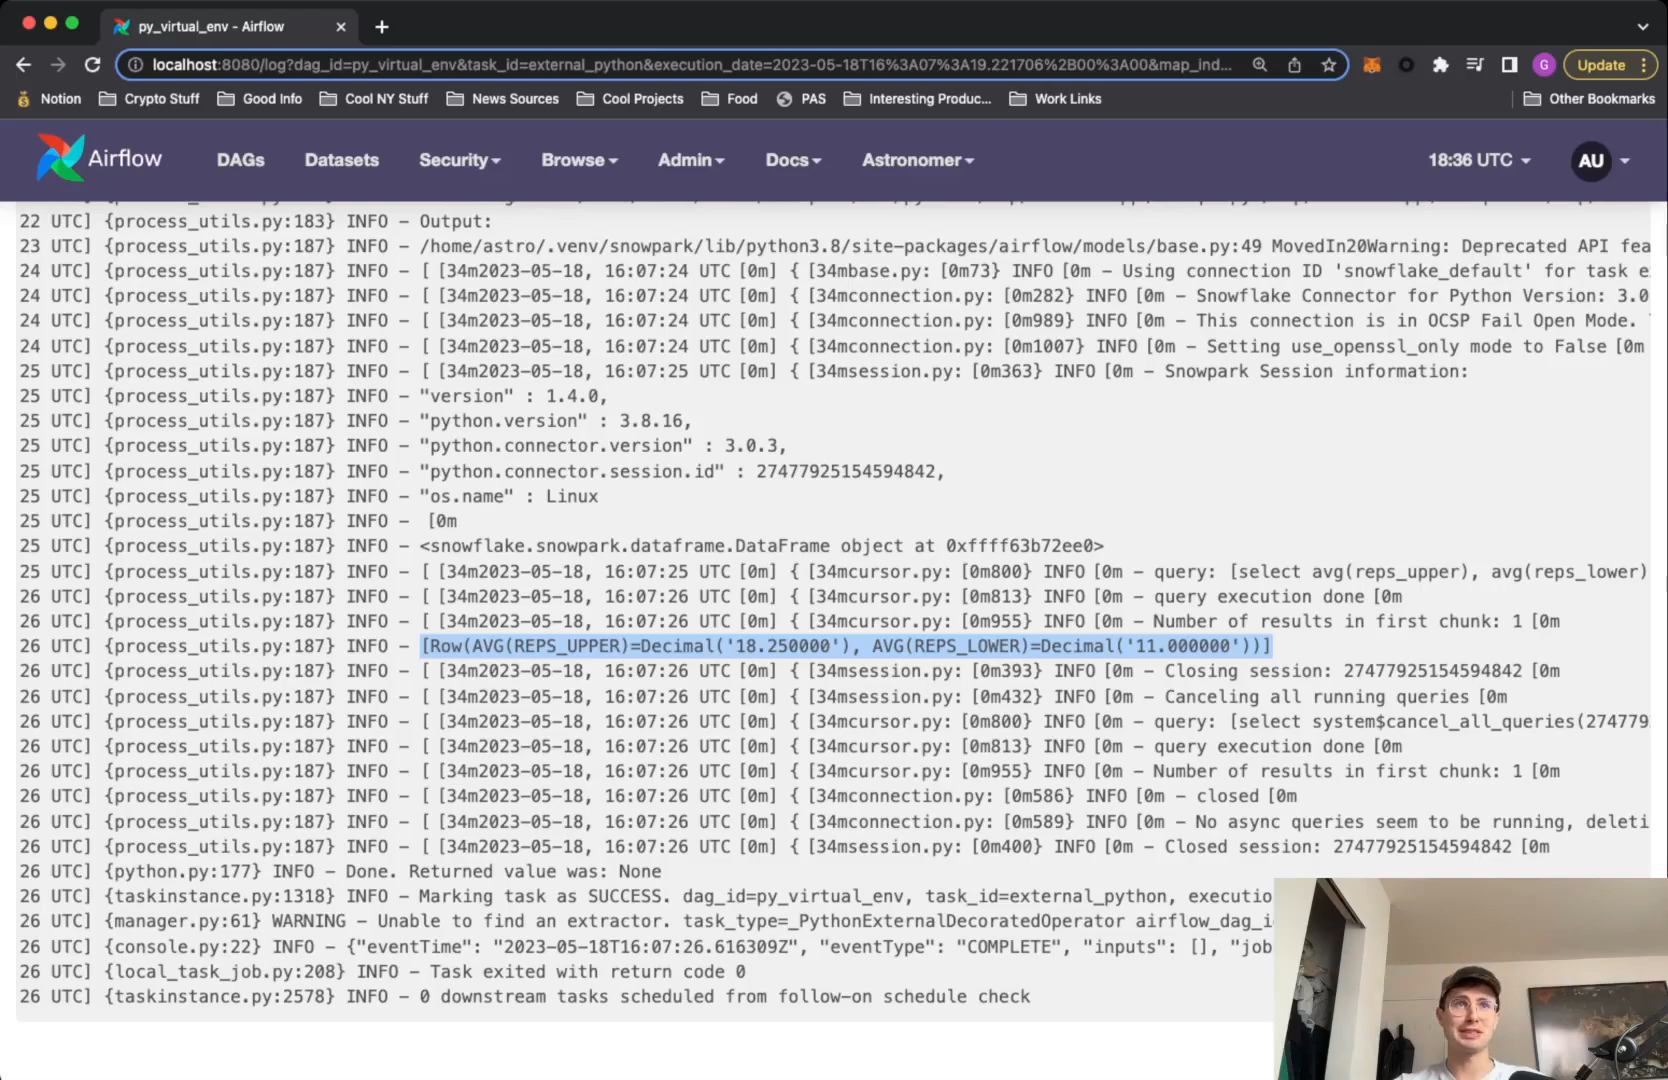 py_virtual_env - Airflow
localhost:8080/log?dag_id=py_virtual_env&task_id=external_python&execution_date=2023-05-18T16%3A07%3A19.221706%2B00%3A00&map_ind...
G
Update
Notion Crypto Stuff Good Info Cool NY Stuff News Sources Cool Projects Food PAS Interesting Produc... Work Links Other Bookmarks
Airflow DAGs Datasets Security Browse Admin Docs Astronomer 18:36 UTC AU
22 UTC] {process_utils.py:183} INFO - Output:
23 UTC] {process_utils.py:187} INFO - /home/astro/.venv/snowpark/lib/python3.8/site-packages/airflow/models/base.py:49 MovedIn20Warning: Deprecated API fea
24 UTC] {process_utils.py:187} INFO - [ [34m2023-05-18, 16:07:24 UTC [0m] { [34mbase.py: [0m73} INFO [0m - Using connection ID 'snowflake_default' for task e
24 UTC] {process_utils.py:187} INFO - [ [34m2023-05-18, 16:07:24 UTC [0m] { [34mconnection.py: [0m282} INFO [0m - Snowflake Connector for Python Version: 3.0
24 UTC] {process_utils.py:187} INFO - [ [34m2023-05-18, 16:07:24 UTC [0m] { [34mconnection.py: [0m989} INFO [0m - This connection is in OCSP Fail Open Mode.
24 UTC] {process_utils.py:187} INFO - [ [34m2023-05-18, 16:07:24 UTC [0m] { [34mconnection.py: [0m1007} INFO [0m - Setting use_openssl_only mode to False [0m
25 UTC] {process_utils.py:187} INFO - [ [34m2023-05-18, 16:07:25 UTC [0m] { [34msession.py: [0m363} INFO [0m - Snowpark Session information:
25 UTC] {process_utils.py:187} INFO - "version" : 1.4.0,
25 UTC] {process_utils.py:187} INFO - "python.version" : 3.8.16,
25 UTC] {process_utils.py:187} INFO - "python.connector.version" : 3.0.3,
25 UTC] {process_utils.py:187} INFO - "python.connector.session.id" : 27477925154594842,
25 UTC] {process_utils.py:187} INFO - "os.name" : Linux
25 UTC] {process_utils.py:187} INFO - [0m
25 UTC] {process_utils.py:187} INFO - <snowflake.snowpark.dataframe.DataFrame object at 0xffff63b72ee0>
25 UTC] {process_utils.py:187} INFO - [ [34m2023-05-18, 16:07:25 UTC [0m] { [34mcursor.py: [0m800} INFO [0m - query: [select avg(reps_upper), avg(reps_lower)
26 UTC] {process_utils.py:187} INFO - [ [34m2023-05-18, 16:07:26 UTC [0m] { [34mcursor.py: [0m813} INFO [0m - query execution done [0m
26 UTC] {process_utils.py:187} INFO - [ [34m2023-05-18, 16:07:26 UTC [0m] { [34mcursor.py: [0m955} INFO [0m - Number of results in first chunk: 1 [0m
26 UTC] {process_utils.py:187} INFO - [Row(AVG(REPS_UPPER)=Decimal('18.250000'), AVG(REPS_LOWER)=Decimal('11.000000'))]
26 UTC] {process_utils.py:187} INFO - [ [34m2023-05-18, 16:07:26 UTC [0m] { [34msession.py: [0m393} INFO [0m - Closing session: 27477925154594842 [0m
26 UTC] {process_utils.py:187} INFO - [ [34m2023-05-18, 16:07:26 UTC [0m] { [34msession.py: [0m432} INFO [0m - Canceling all running queries [0m
26 UTC] {process_utils.py:187} INFO - [ [34m2023-05-18, 16:07:26 UTC [0m] { [34mcursor.py: [0m800} INFO [0m - query: [select system$cancel_all_queries(277479
26 UTC] {process_utils.py:187} INFO - [ [34m2023-05-18, 16:07:26 UTC [0m] { [34mcursor.py: [0m813} INFO [0m - query execution done [0m
26 UTC] {process_utils.py:187} INFO - [ [34m2023-05-18, 16:07:26 UTC [0m] { [34mcursor.py: [0m955} INFO [0m - Number of results in first chunk: 1 [0m
26 UTC] {process_utils.py:187} INFO - [ [34m2023-05-18, 16:07:26 UTC [0m] { [34mconnection.py: [0m586} INFO [0m - closed [0m
26 UTC] {process_utils.py:187} INFO - [ [34m2023-05-18, 16:07:26 UTC [0m] { [34mconnection.py: [0m589} INFO [0m - No async queries seem to be running, deleti
26 UTC] {process_utils.py:187} INFO - [ [34m2023-05-18, 16:07:26 UTC [0m] { [34msession.py: [0m400} INFO [0m - Closed session: 27477925154594842 [0m
26 UTC] {python.py:177} INFO - Done. Returned value was: None
26 UTC] {taskinstance.py:1318} INFO - Marking task as SUCCESS. dag_id=py_virtual_env, task_id=external_python, executio
26 UTC] {manager.py:61} WARNING - Unable to find an extractor. task_type=_PythonExternalDecoratedOperator airflow_dag_i
26 UTC] {console.py:22} INFO - {"eventTime": "2023-05-18T16:07:26.616309Z", "eventType": "COMPLETE", "inputs": [], "job
26 UTC] {local_task_job.py:208} INFO - Task exited with return code 0
26 UTC] {taskinstance.py:2578} INFO - 0 downstream tasks scheduled from follow-on schedule check